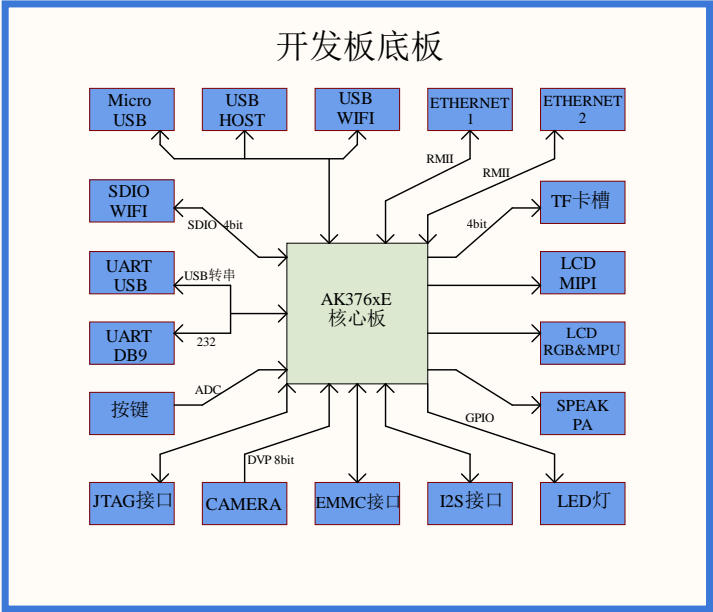 开发板底板
Micro
USB
USB
HOST
USB
WIFI
ETHERNET
1
ETHERNET
2
RMII
RMII
SDIO
WIFI
SDIO 4bit
4bit
TF卡槽
UART
USB
USB转串
AK376xE
核心板
LCD
MIPI
UART
DB9
232
LCD
RGB&MPU
按键
ADC
GPIO
SPEAK
PA
DVP 8bit
JTAG接口
CAMERA
EMMC接口
I2S接口
LED灯